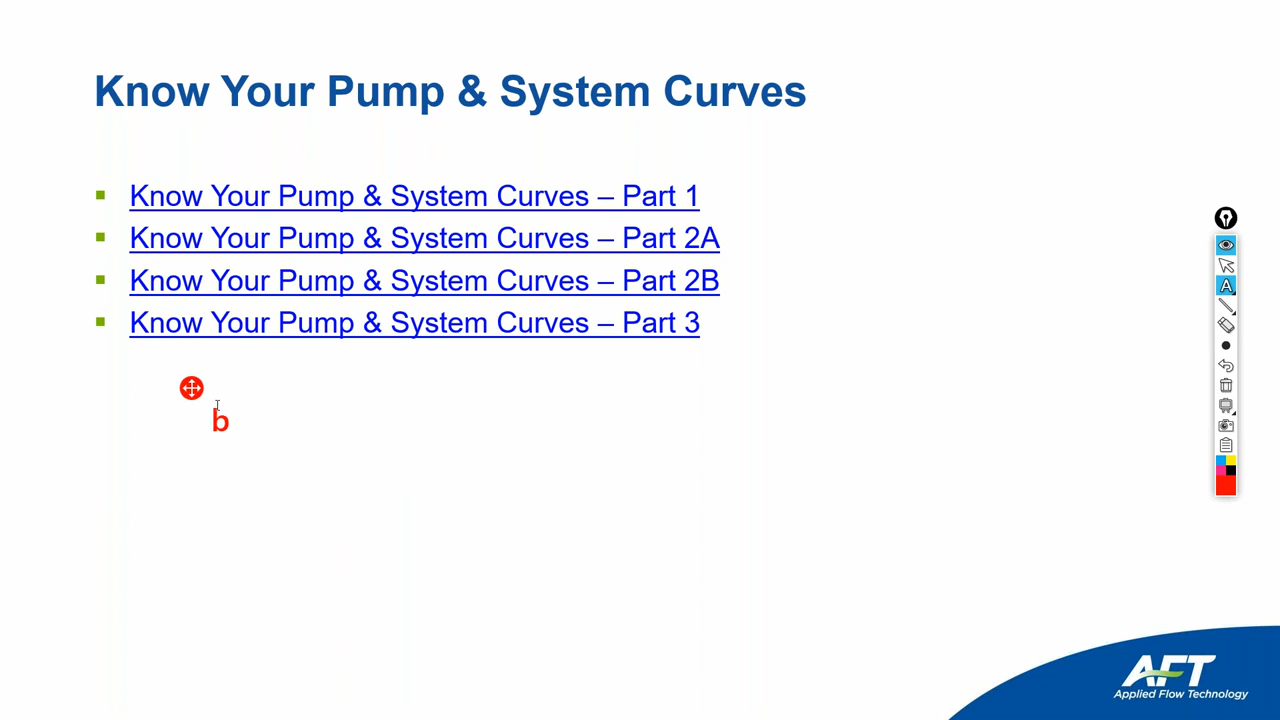 Know Your Pump & System Curves
Know Your Pump & System Curves – Part 1
Know Your Pump & System Curves – Part 2A
Know Your Pump & System Curves – Part 2B
Know Your Pump & System Curves – Part 3
b
A
AFT
Applied Flow Technology